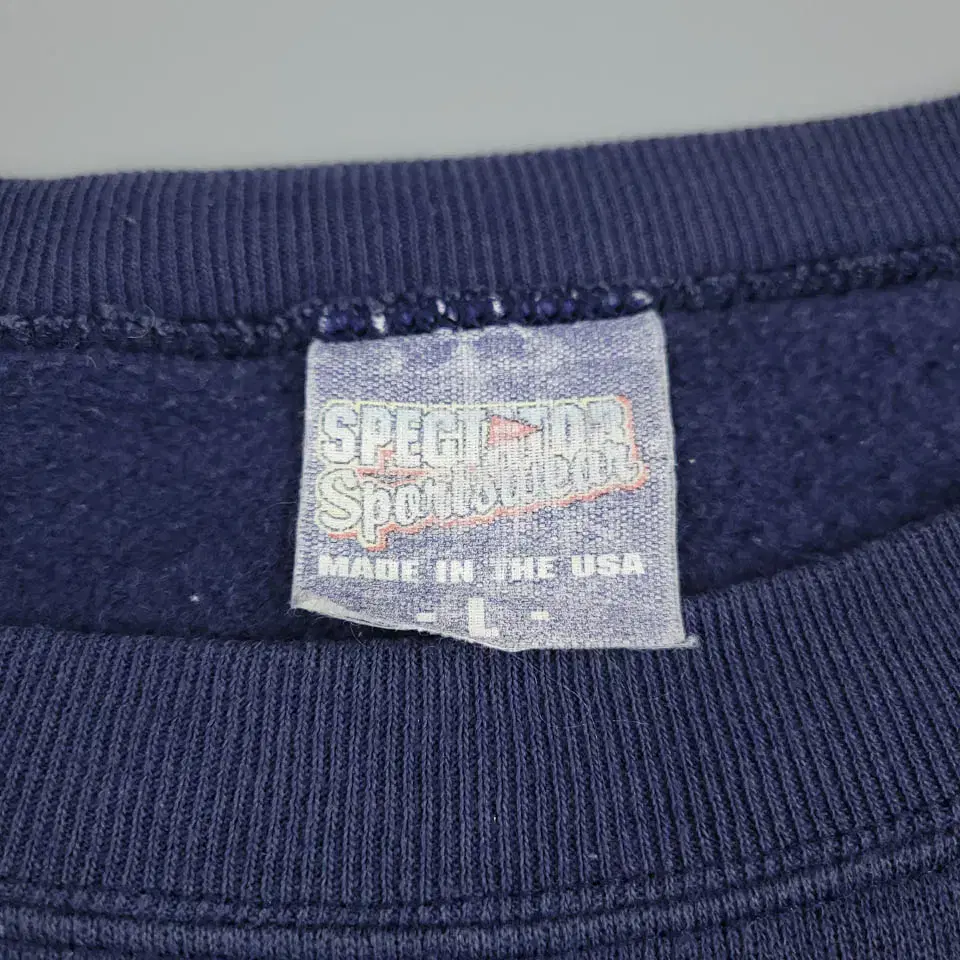 SPECTATOR
Sportswear
MADE IN THE USA
- L -